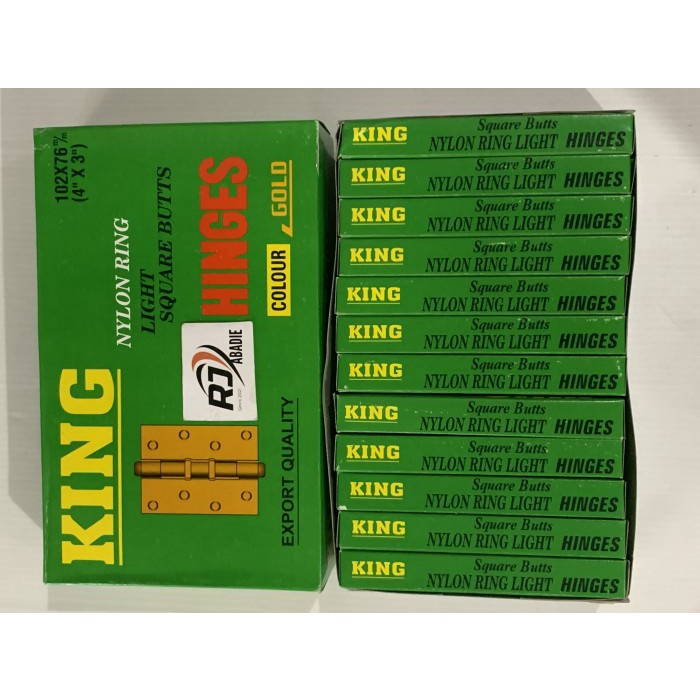 KING
NYLON RING
LIGHT
SQUARE BUTTS
HINGES
102X76 m/m
(4" X 3")
COLOUR
GOLD
EXPORT QUALITY
RJ
ABADIE
KING Square Butts
NYLON RING LIGHT HINGES
KING Square Butts
NYLON RING LIGHT HINGES
KING Square Butts
NYLON RING LIGHT HINGES
KING Square Butts
NYLON RING LIGHT HINGES
KING Square Butts
NYLON RING LIGHT HINGES
KING Square Butts
NYLON RING LIGHT HINGES
KING Square Butts
NYLON RING LIGHT HINGES
KING Square Butts
NYLON RING LIGHT HINGES
KING Square Butts
NYLON RING LIGHT HINGES
KING Square Butts
NYLON RING LIGHT HINGES
KING Square Butts
NYLON RING LIGHT HINGES
KING Square Butts
NYLON RING LIGHT HINGES